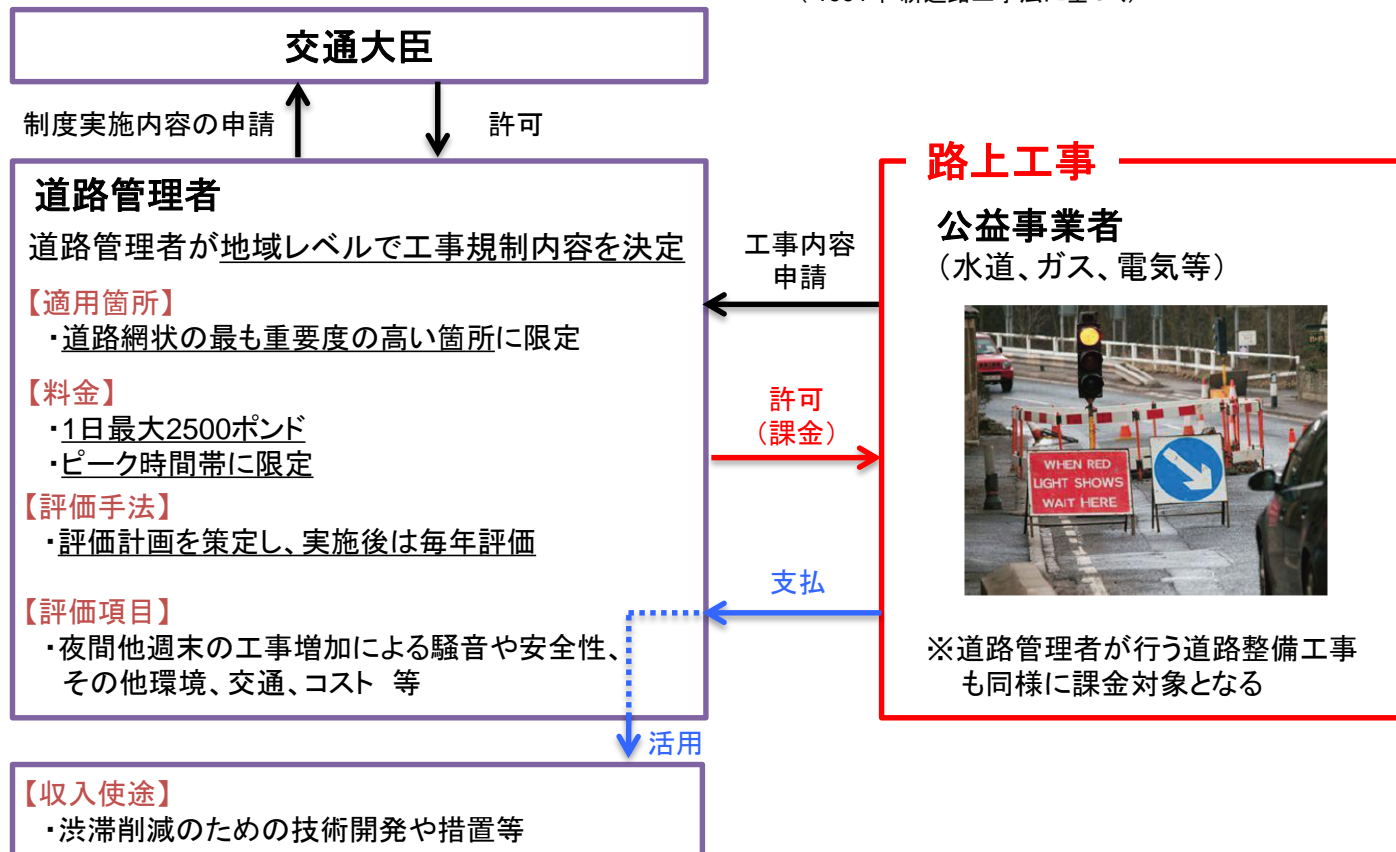 交通大臣
制度実施内容の申請
許可
道路管理者
道路管理者が地域レベルで工事規制内容を決定
【適用箇所】
・道路網状の最も重要度の高い箇所に限定
【料金】
・1日最大2500ポンド
・ピーク時間帯に限定
【評価手法】
・評価計画を策定し、実施後は毎年評価
【評価項目】
・夜間他週末の工事増加による騒音や安全性、
その他環境、交通、コスト 等
工事内容
申請
許可
（課金）
支払
活用
路上工事
公益事業者
（水道、ガス、電気等）
WHEN RED
LIGHT SHOWS
WAIT HERE
※道路管理者が行う道路整備工事
も同様に課金対象となる
【収入使途】
・渋滞削減のための技術開発や措置等